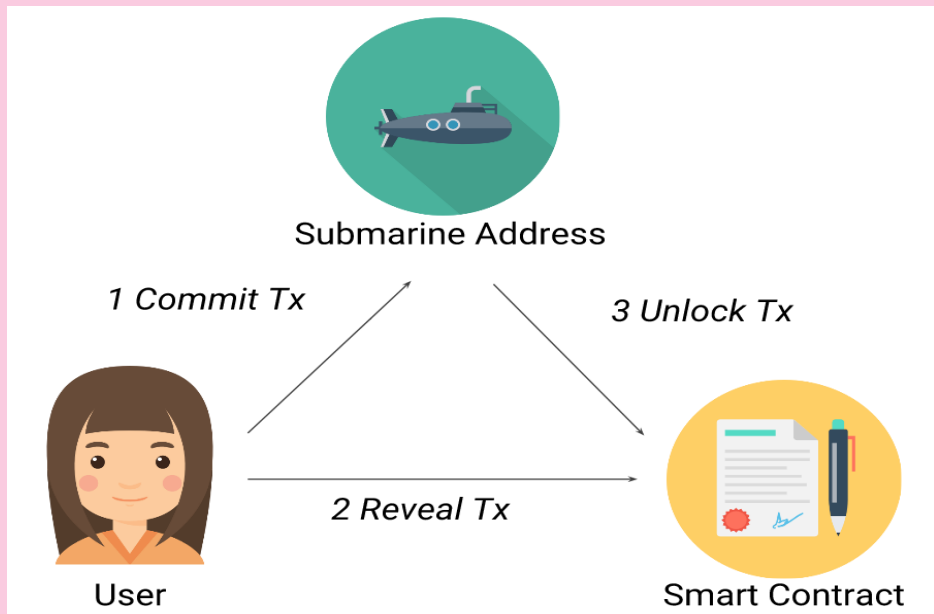 Submarine Address
1 Commit Tx
3 Unlock Tx
2 Reveal Tx
User
Smart Contract